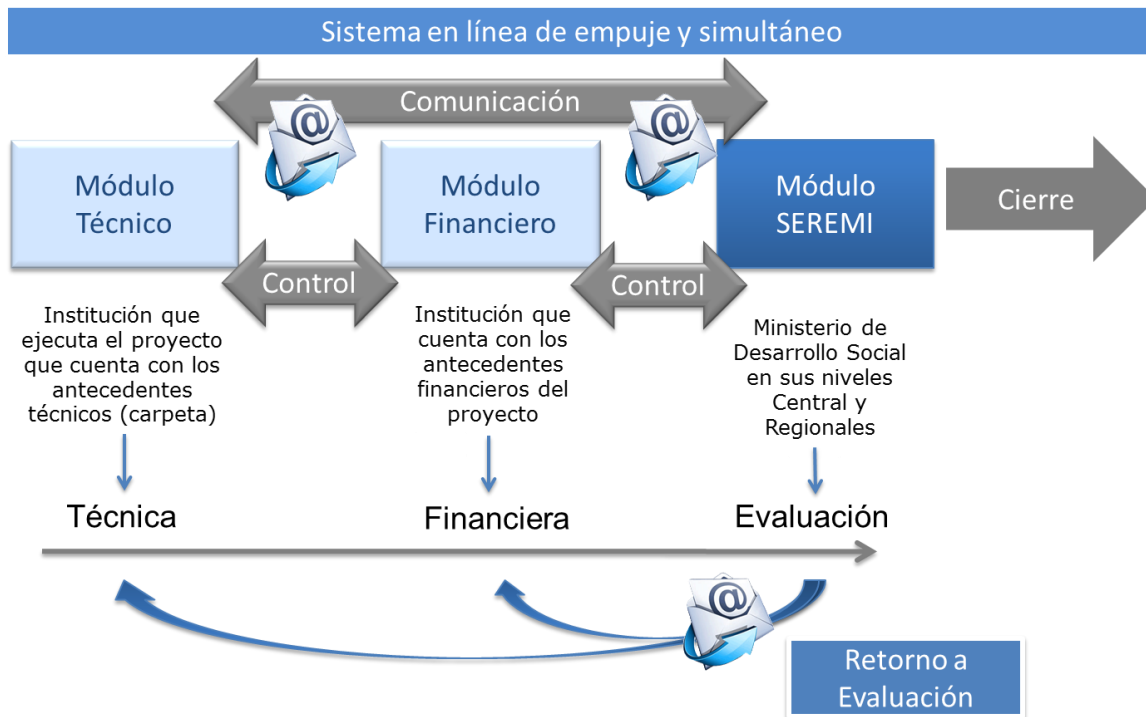 Sistema en línea de empuje y simultáneo
Comunicación
@
@
Módulo
Técnico
Módulo
Financiero
Módulo
SEREMI
Cierre
Control
Control
Institución que
ejecuta el proyecto
que cuenta con los
antecedentes
técnicos (carpeta)
Institución que
cuenta con los
antecedentes
financieros del
proyecto
Ministerio de
Desarrollo Social
en sus niveles
Central y
Regionales
Técnica
Financiera
Evaluación
@
Retorno a
Evaluación